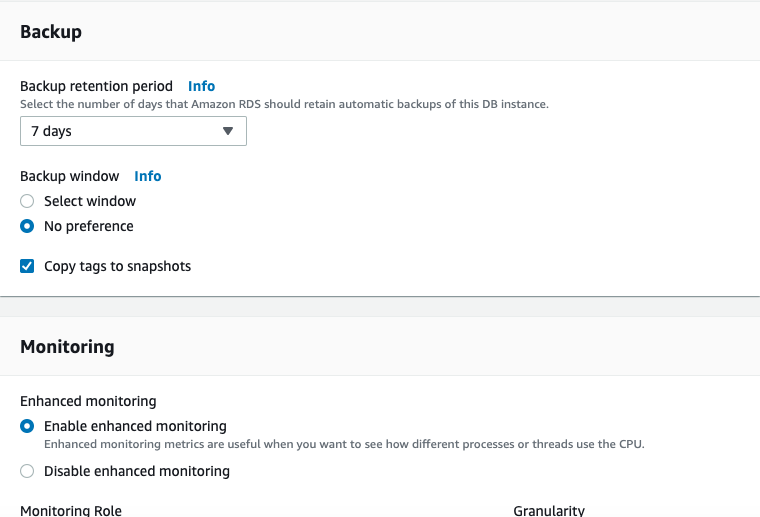 Backup
Backup retention period Info
Select the number of days that Amazon RDS should retain automatic backups of this DB instance.
7 days
Backup window Info
Select window
No preference
Copy tags to snapshots
Monitoring
Enhanced monitoring
Enable enhanced monitoring
Enhanced monitoring metrics are useful when you want to see how different processes or threads use the CPU.
Disable enhanced monitoring
Monitoring Role Granularity